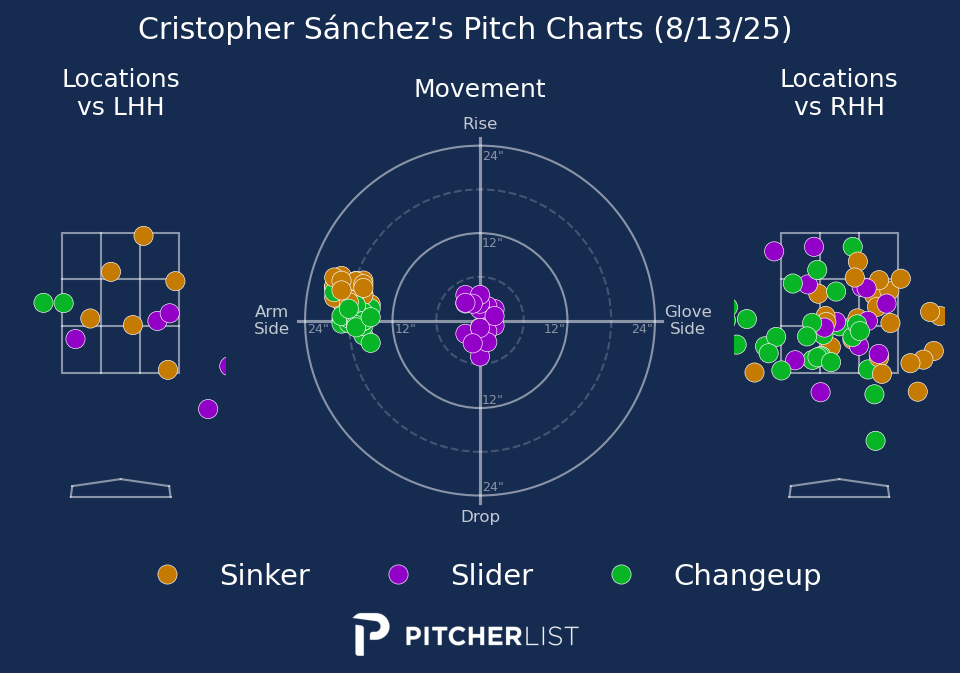 Cristopher Sánchez's Pitch Charts (8/13/25)
Locations
vs LHH
Movement
Locations
vs RHH
Rise
24"
12"
Arm
Side
24"
12"
12"
24"
Glove
Side
12"
24"
Drop
Sinker
Slider
Changeup
PITCHERLIST